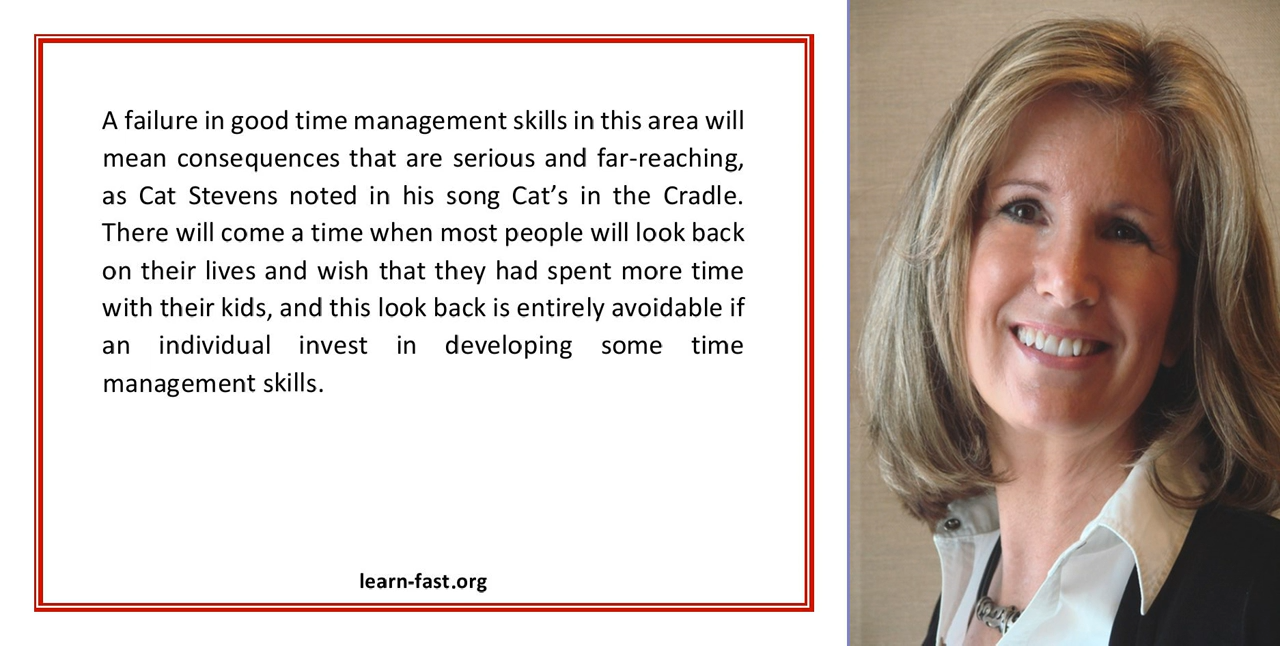 A failure in good time management skills in this area will
mean consequences that are serious and far-reaching,
as Cat Stevens noted in his song Cat’s in the Cradle.
There will come a time when most people will look back
on their lives and wish that they had spent more time
with their kids, and this look back is entirely avoidable if
an individual invest in developing some time
management skills.
learn-fast.org